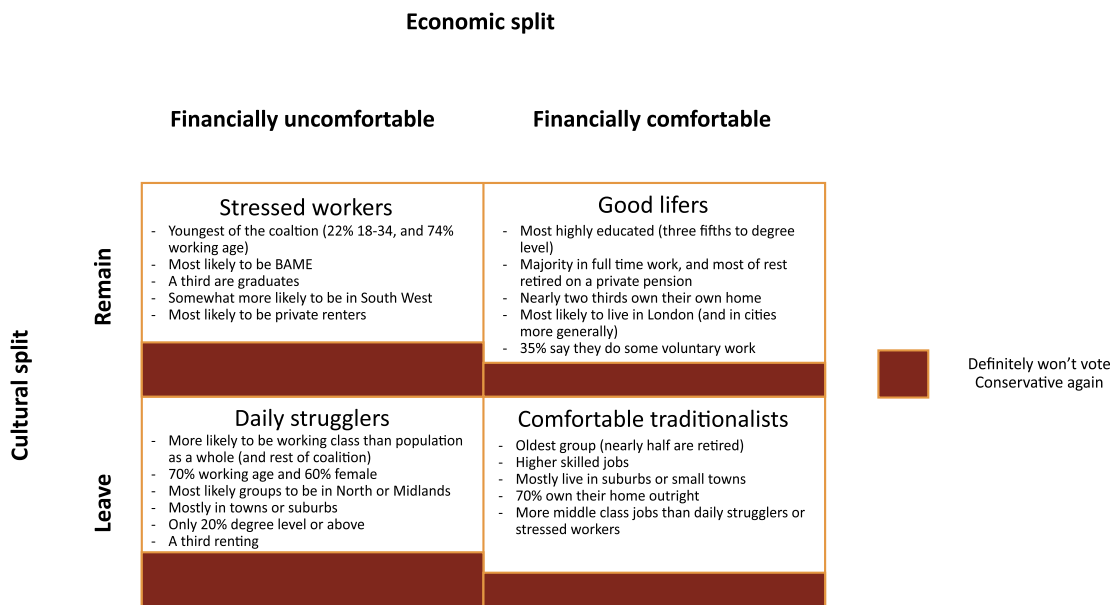 Economic split
Financially uncomfortable
Financially comfortable
Cultural split
Remain
Stressed workers
- Youngest of the coalition (22% 18-34, and 74%
working age)
- Most likely to be BAME
- A third are graduates
- Somewhat more likely to be in South West
- Most likely to be private renters
Good lifers
- Most highly educated (three fifths to degree
level)
- Majority in full time work, and most of rest
retired on a private pension
- Nearly two thirds own their own home
- Most likely to live in London (and in cities
more generally)
- 35% say they do some voluntary work
Leave
Daily strugglers
- More likely to be working class than population
as a whole (and rest of coalition)
- 70% working age and 60% female
- Most likely groups to be in North or Midlands
- Mostly in towns or suburbs
- Only 20% degree level or above
- A third renting
Comfortable traditionalists
- Oldest group (nearly half are retired)
- Higher skilled jobs
- Mostly live in suburbs or small towns
- 70% own their home outright
- More middle class jobs than daily strugglers or
stressed workers
Definitely won’t vote
Conservative again